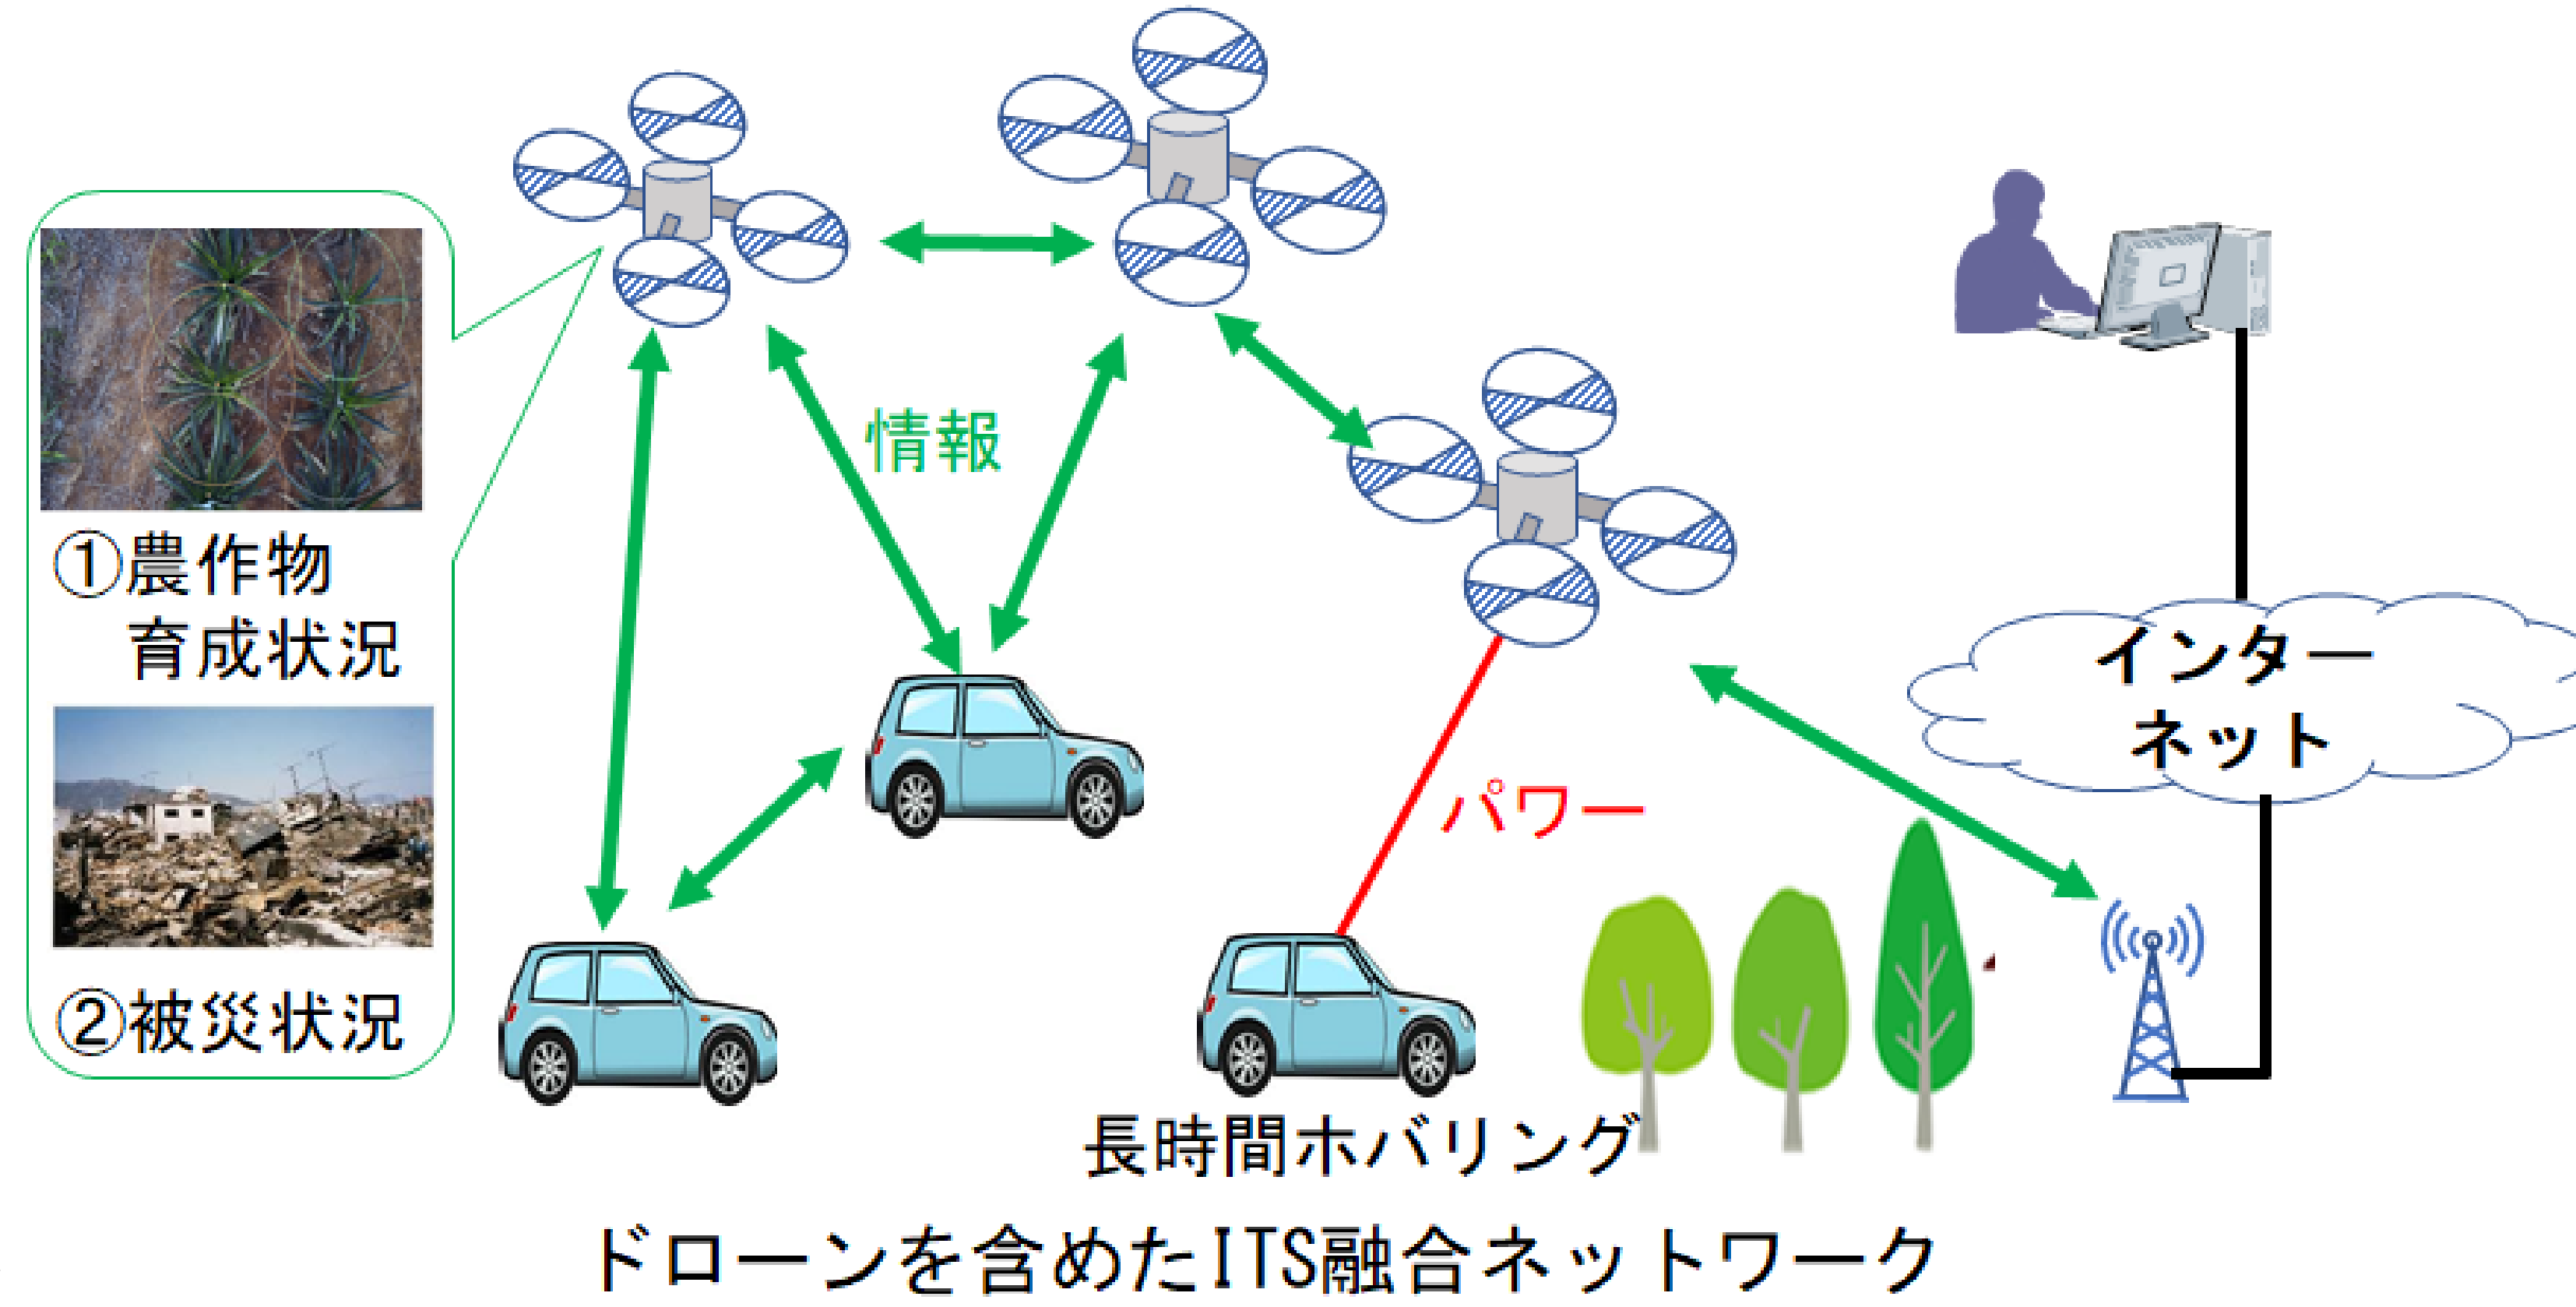 情報
①農作物
育成状況
②被災状況
パワー
インター
ネット
長時間ホバリング
ドローンを含めたITS融合ネットワーク